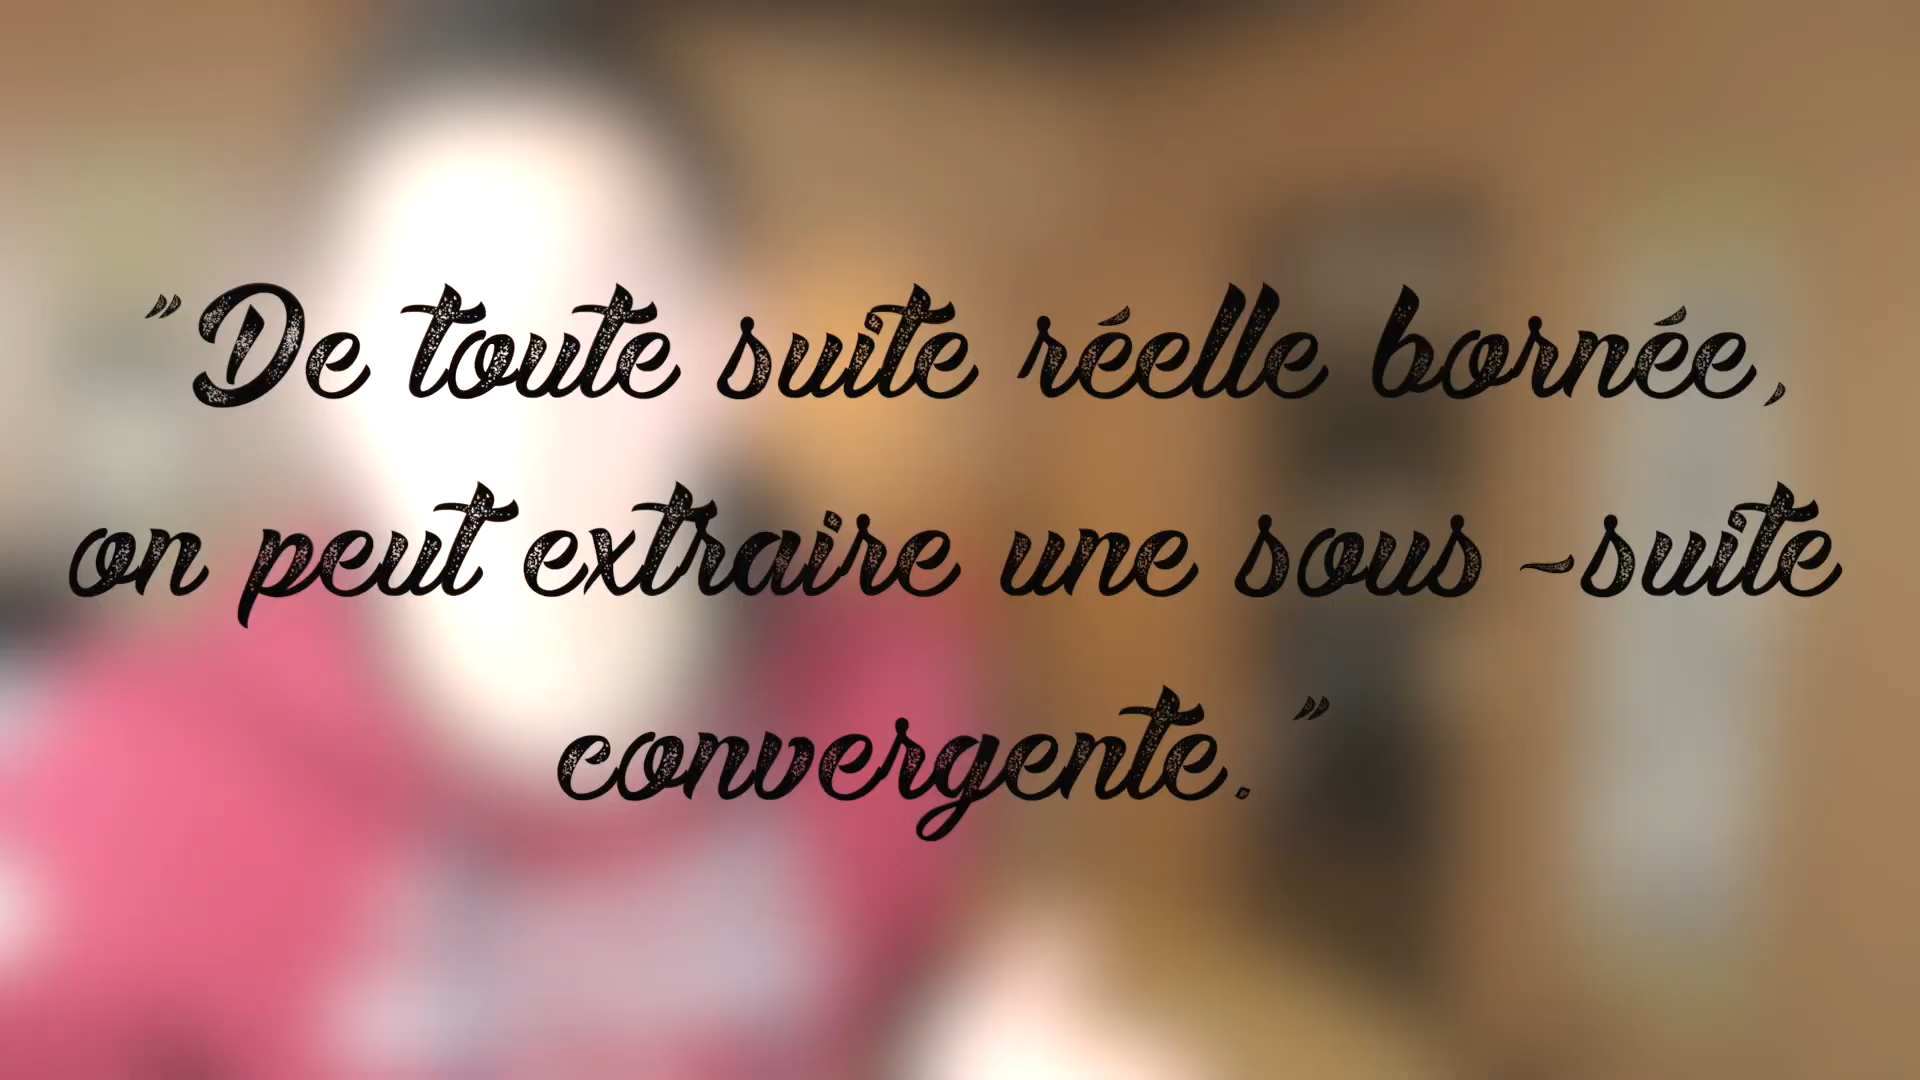 "De toute suite réelle bornée,
on peut extraire une sous-suite
convergente."